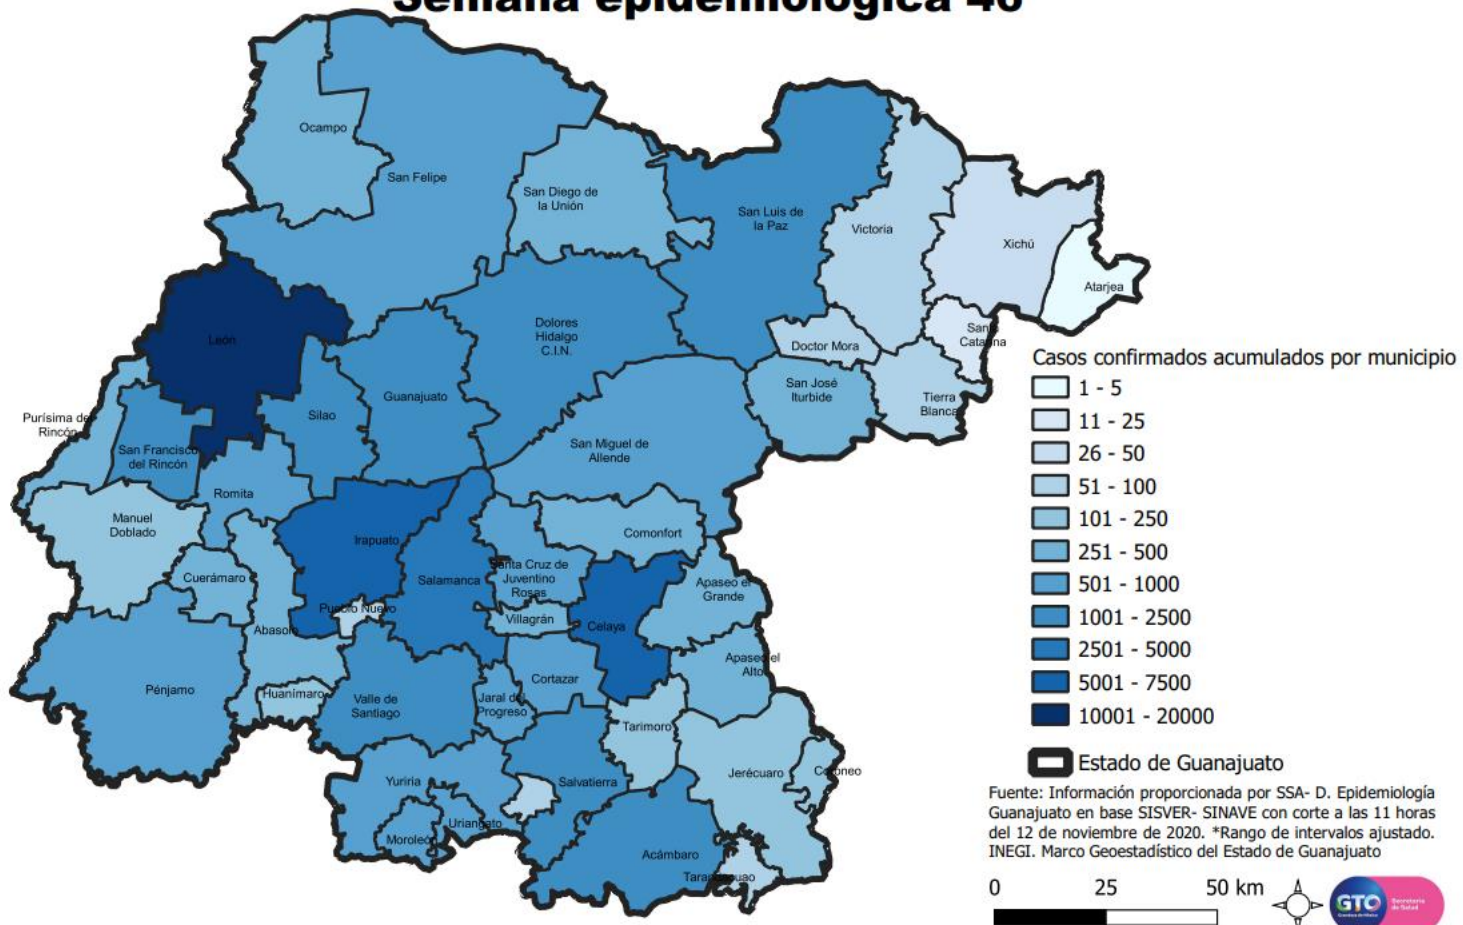 Semana epidemiológica 46
Ocampo
San Felipe
San Diego de
la Unión
San Luis de
la Paz
Victoria
Xichú
Atarjea
León
Dolores
Hidalgo
C.I.N.
Doctor Mora
Santa
Catarina
Guanajuato
San José
Iturbide
Tierra
Blanca
Purísima del
Rincón
Silao
San Francisco
del Rincón
San Miguel de
Allende
Romita
Manuel
Doblado
Irapuato
Comonfort
Cuerámaro
Salamanca
Santa Cruz de
Juventino
Rosas
Apaseo el
Grande
Pueblo Nuevo
Villagrán
Celaya
Abasolo
Apaseo el
Alto
Pénjamo
Huanímaro
Valle de
Santiago
Jaral del
Progreso
Cortazar
Tarimoro
Jerécuaro
Coroneo
Yuriria
Salvatierra
Uriangato
Moroleón
Acámbaro
Tarandacuao
Casos confirmados acumulados por municipio
1 - 5
11 - 25
26 - 50
51 - 100
101 - 250
251 - 500
501 - 1000
1001 - 2500
2501 - 5000
5001 - 7500
10001 - 20000
Estado de Guanajuato
Fuente: Información proporcionada por SSA- D. Epidemiología
Guanajuato en base SISVER- SINAVE con corte a las 11 horas
del 12 de noviembre de 2020. *Rango de intervalos ajustado.
INEGI. Marco Geoestadístico del Estado de Guanajuato
0 25 50 km
GTO
Secretaría
de Salud